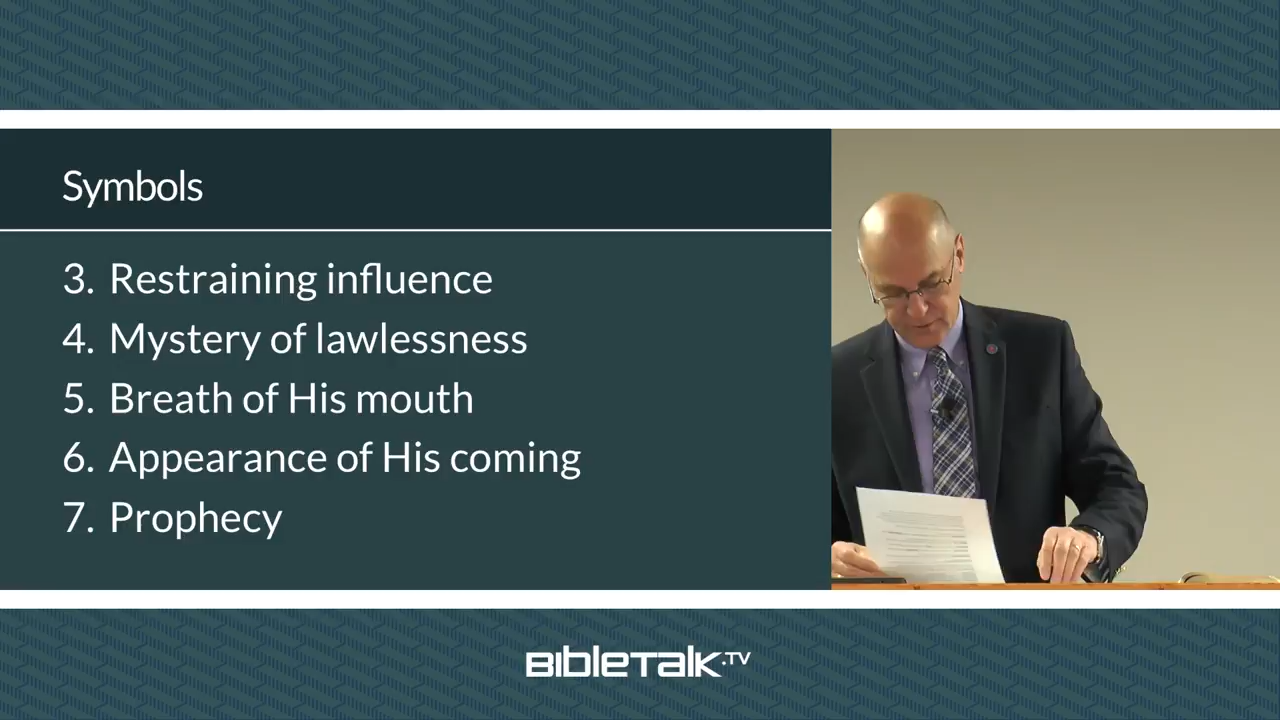 Symbols
3. Restraining influence
4. Mystery of lawlessness
5. Breath of His mouth
6. Appearance of His coming
7. Prophecy
BIBLETALK.TV